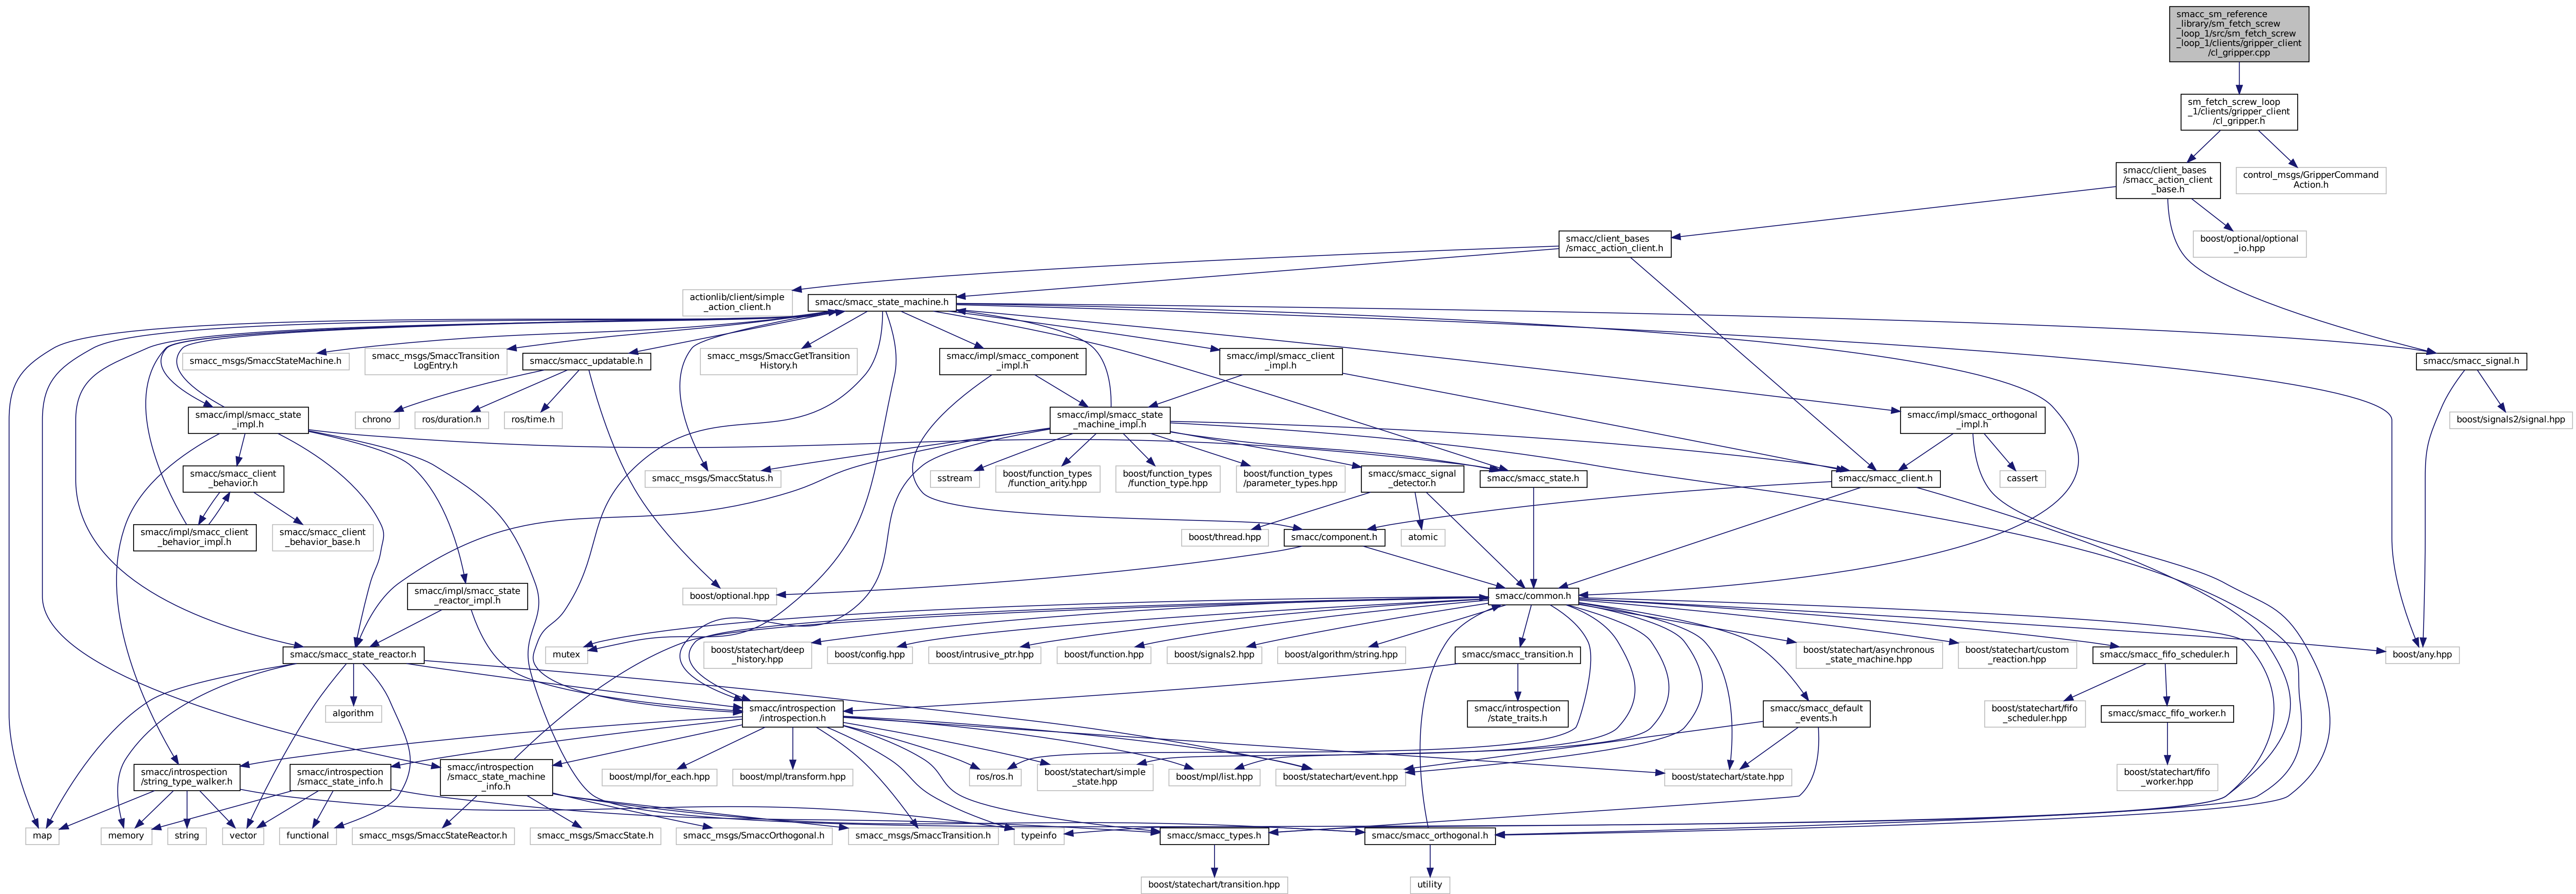 smacc_sm_reference
_library/sm_fetch_screw
_loop_1/src/sm_fetch_screw
_loop_1/clients/gripper_client
/cl_gripper.cpp
sm_fetch_screw_loop
_1/clients/gripper_client
/cl_gripper.h
smacc/client_bases
/smacc_action_client
_base.h
control_msgs/GripperCommand
Action.h
smacc/client_bases
/smacc_action_client.h
boost/optional/optional
_io.hpp
actionlib/client/simple
_action_client.h
smacc/smacc_state_machine.h
smacc_msgs/SmaccStateMachine.h
smacc_msgs/SmaccTransition
LogEntry.h
smacc/smacc_updatable.h
smacc_msgs/SmaccGetTransition
History.h
smacc/impl/smacc_component
_impl.h
smacc/impl/smacc_client
_impl.h
smacc/smacc_signal.h
smacc/impl/smacc_state
_impl.h
chrono
ros/duration.h
ros/time.h
smacc/impl/smacc_state
_machine_impl.h
smacc/impl/smacc_orthogonal
_impl.h
boost/signals2/signal.hpp
smacc/smacc_client
_behavior.h
smacc_msgs/SmaccStatus.h
sstream
boost/function_types
/function_arity.hpp
boost/function_types
/function_type.hpp
boost/function_types
/parameter_types.hpp
smacc/smacc_signal
_detector.h
smacc/smacc_state.h
smacc/smacc_client.h
cassert
smacc/impl/smacc_client
_behavior_impl.h
smacc/smacc_client
_behavior_base.h
boost/thread.hpp
smacc/component.h
atomic
smacc/impl/smacc_state
_reactor_impl.h
boost/optional.hpp
smacc/common.h
smacc/smacc_state_reactor.h
mutex
boost/statechart/deep
_history.hpp
boost/config.hpp
boost/intrusive_ptr.hpp
boost/function.hpp
boost/signals2.hpp
boost/algorithm/string.hpp
smacc/smacc_transition.h
boost/statechart/asynchronous
_state_machine.hpp
boost/statechart/custom
_reaction.hpp
smacc/smacc_fifo_scheduler.h
boost/any.hpp
algorithm
smacc/introspection
/introspection.h
smacc/introspection
/state_traits.h
smacc/smacc_default
_events.h
boost/statechart/fifo
_scheduler.hpp
smacc/smacc_fifo_worker.h
smacc/introspection
/string_type_walker.h
smacc/introspection
/smacc_state_info.h
smacc/introspection
/smacc_state_machine
_info.h
boost/mpl/for_each.hpp
boost/mpl/transform.hpp
ros/ros.h
boost/statechart/simple
_state.hpp
boost/mpl/list.hpp
boost/statechart/event.hpp
boost/statechart/state.hpp
boost/statechart/fifo
_worker.hpp
map
memory
string
vector
functional
smacc_msgs/SmaccStateReactor.h
smacc_msgs/SmaccState.h
smacc_msgs/SmaccOrthogonal.h
smacc_msgs/SmaccTransition.h
typeinfo
smacc/smacc_types.h
smacc/smacc_orthogonal.h
boost/statechart/transition.hpp
utility